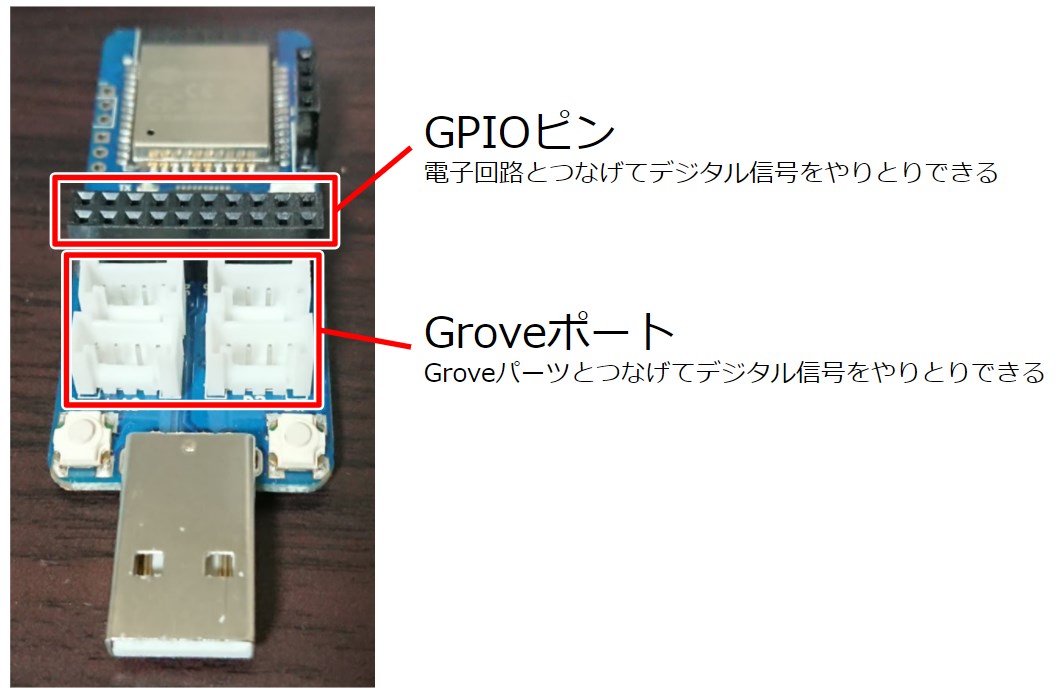 GPIOピン
電子回路とつなげてデジタル信号をやりとりできる
Groveポート
Groveパーツとつなげてデジタル信号をやりとりできる